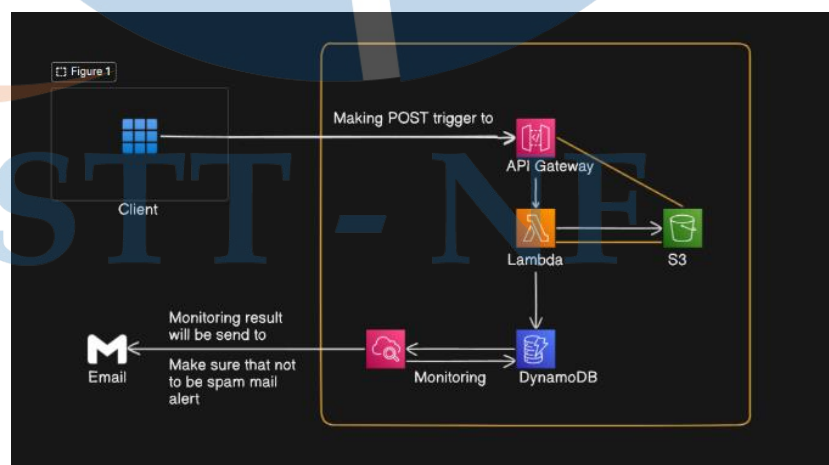 Figure 1
Making POST trigger to
API Gateway
Client
Lambda
S3
Monitoring result
will be send to
Make sure that not
to be spam mail
alert
Email
Monitoring
DynamoDB
STT - NF